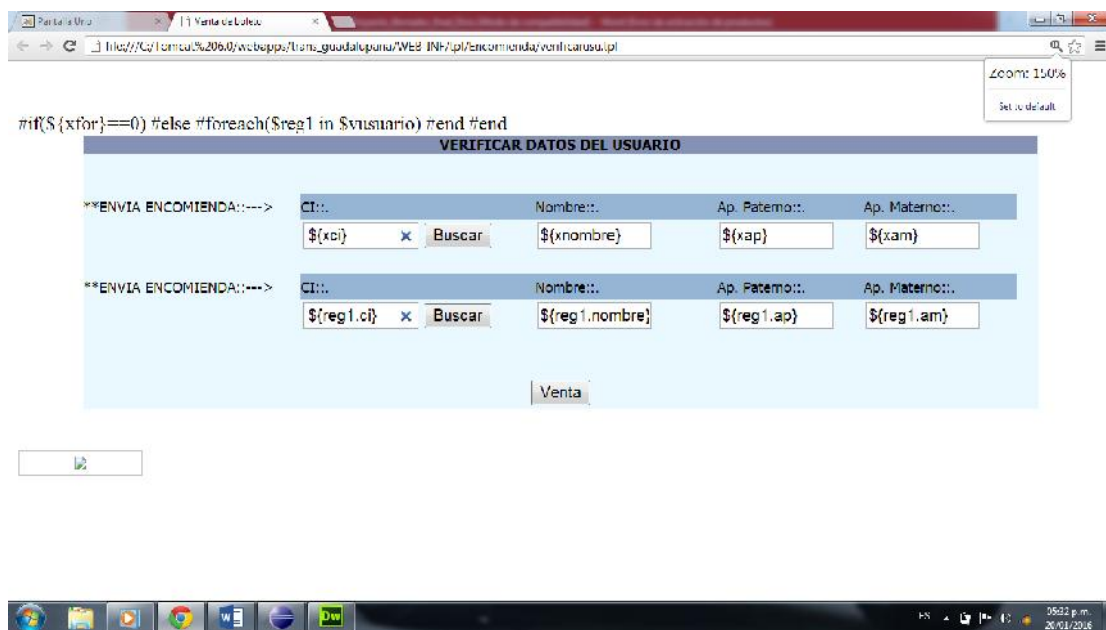 Pantalla Uno
Venta de boleto
file:///C:/Tomcat%206.0/webapps/trans_guadalupana/WEB-INF/tpl/Encomienda/verificarusu.tpl
Zoom: 150%
Set to default
#if(${xfor}==0) #else #foreach($reg1 in $vusuario) #end #end
VERIFICAR DATOS DEL USUARIO
**ENVIA ENCOMIENDA::---> CI::. Nombre::. Ap. Paterno::. Ap. Materno::.
${xci} × Buscar ${xnombre} ${xap} ${xam}
**ENVIA ENCOMIENDA::---> CI::. Nombre::. Ap. Paterno::. Ap. Materno::.
${reg1.ci} × Buscar ${reg1.nombre} ${reg1.ap} ${reg1.am}
Venta
W Dw ES 05:32 p.m.
20/01/2016